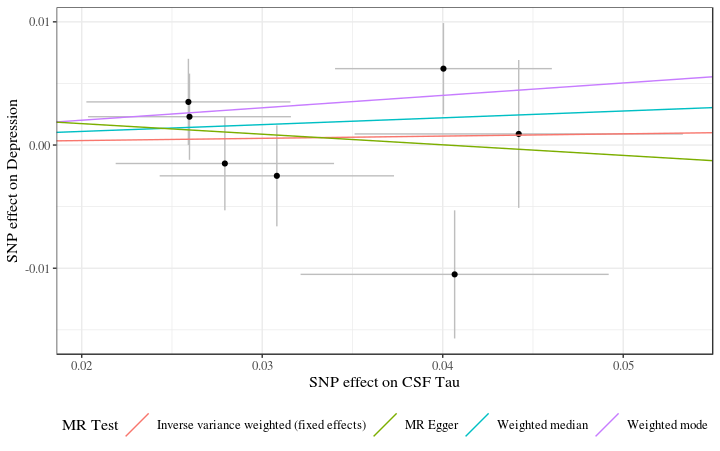 0.01
0.00
-0.01
SNP effect on Depression
0.02 0.03 0.04 0.05
SNP effect on CSF Tau
MR Test Inverse variance weighted (fixed effects) MR Egger Weighted median Weighted mode